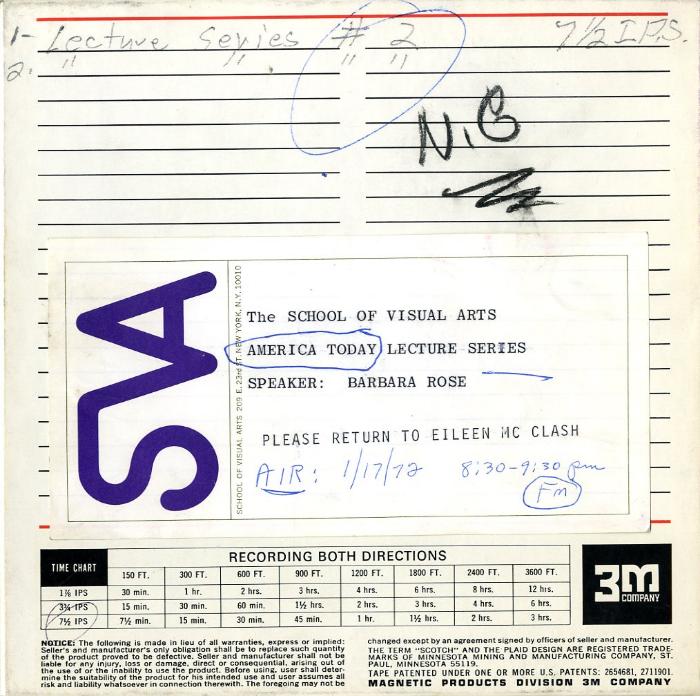 1- Lecture Series # 2 7 1/2 I.P.S.
2. " " " "
N.G
SVA
SCHOOL OF VISUAL ARTS 209 E. 23rd ST. NEW YORK, N.Y. 10010
The SCHOOL OF VISUAL ARTS
AMERICA TODAY LECTURE SERIES
SPEAKER: BARBARA ROSE
PLEASE RETURN TO EILEEN MC CLASH
AIR: 1/17/72 8:30-9:30 pm
Fm
TIME CHART
RECORDING BOTH DIRECTIONS
150 FT. 300 FT. 600 FT. 900 FT. 1200 FT. 1800 FT. 2400 FT. 3600 FT.
1⅞ IPS 30 min. 1 hr. 2 hrs. 3 hrs. 4 hrs. 6 hrs. 8 hrs. 12 hrs.
3¾ IPS 15 min. 30 min. 60 min. 1½ hrs. 2 hrs. 3 hrs. 4 hrs. 6 hrs.
7½ IPS 7½ min. 15 min. 30 min. 45 min. 1 hr. 1½ hrs. 2 hrs. 3 hrs.
3M
COMPANY
NOTICE: The following is made in lieu of all warranties, express or implied:
Seller's and manufacturer's only obligation shall be to replace such quantity
of the product proved to be defective. Seller and manufacturer shall not be
liable for any injury, loss or damage, direct or consequential, arising out of
the use of or the inability to use the product. Before using, user shall deter-
mine the suitability of the product for his intended use and user assumes all
risk and liability whatsoever in connection therewith. The foregoing may not be
changed except by an agreement signed by officers of seller and manufacturer.
THE TERM "SCOTCH" AND THE PLAID DESIGN ARE REGISTERED TRADE-
MARKS OF MINNESOTA MINING AND MANUFACTURING COMPANY, ST.
PAUL, MINNESOTA 55119.
TAPE PATENTED UNDER ONE OR MORE U.S. PATENTS: 2654681, 2711901.
MAGNETIC PRODUCTS DIVISION 3M COMPANY